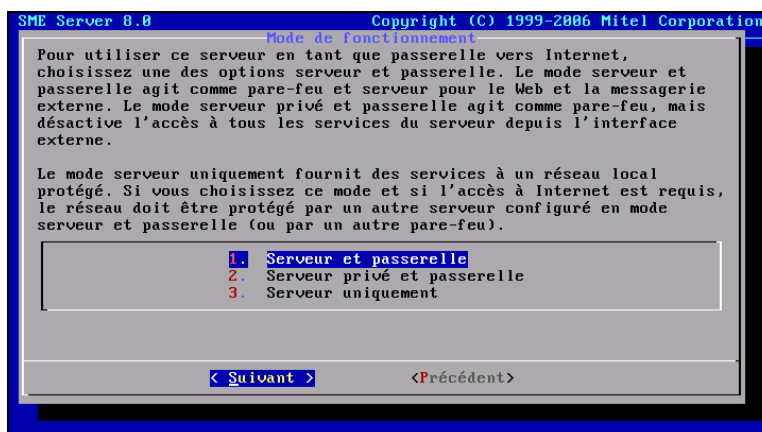 SME Server 8.0 Copyright (C) 1999-2006 Mitel Corporation
Mode de fonctionnement
Pour utiliser ce serveur en tant que passerelle vers Internet,
choisissez une des options serveur et passerelle. Le mode serveur et
passerelle agit comme pare-feu et serveur pour le Web et la messagerie
externe. Le mode serveur privé et passerelle agit comme pare-feu, mais
désactive l'accès à tous les services du serveur depuis l'interface
externe.
Le mode serveur uniquement fournit des services à un réseau local
protégé. Si vous choisissez ce mode et si l'accès à Internet est requis,
le réseau doit être protégé par un autre serveur configuré en mode
serveur et passerelle (ou par un autre pare-feu).
1. Serveur et passerelle
2. Serveur privé et passerelle
3. Serveur uniquement
< Suivant > <Précédent>